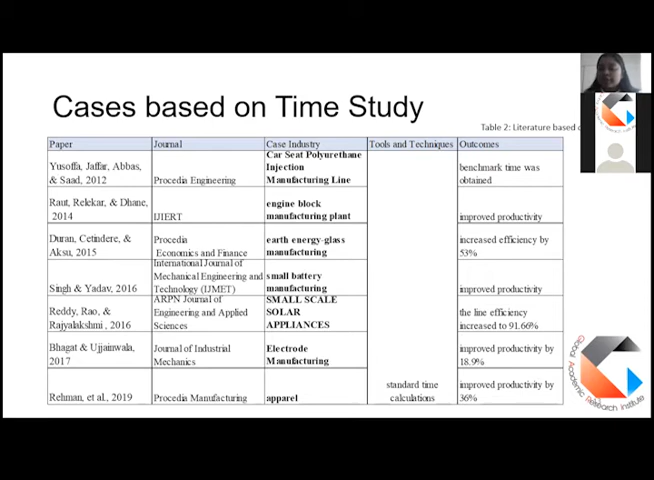 Cases based on Time Study
Table 2: Literature based
Paper Journal Case Industry Tools and Techniques Outcomes
Yusoffa, Jaffar, Abbas,
& Saad, 2012
Procedia Engineering
Car Seat Polyurethane
Injection
Manufacturing Line
benchmark time was
obtained
Raut, Relekar, & Dhane,
2014
IJIERT
engine block
manufacturing plant
improved productivity
Duran, Cetindere, &
Aksu, 2015
Procedia
Economics and Finance
earth energy-glass
manufacturing
increased efficiency by
53%
Singh & Yadav, 2016
International Journal of
Mechanical Engineering and
Technology (IJMET)
small battery
manufacturing
improved productivity
Reddy, Rao, &
Rajyalakshmi, 2016
ARPN Journal of
Engineering and Applied
Sciences
SMALL SCALE
SOLAR
APPLIANCES
the line efficiency
increased to 91.66%
Bhagat & Ujjainwala,
2017
Journal of Industrial
Mechanics
Electrode
Manufacturing
improved productivity by
18.9%
Rehman, et al., 2019
Procedia Manufacturing
apparel
standard time
calculations
improved productivity by
36%
Global Academic Research Institute